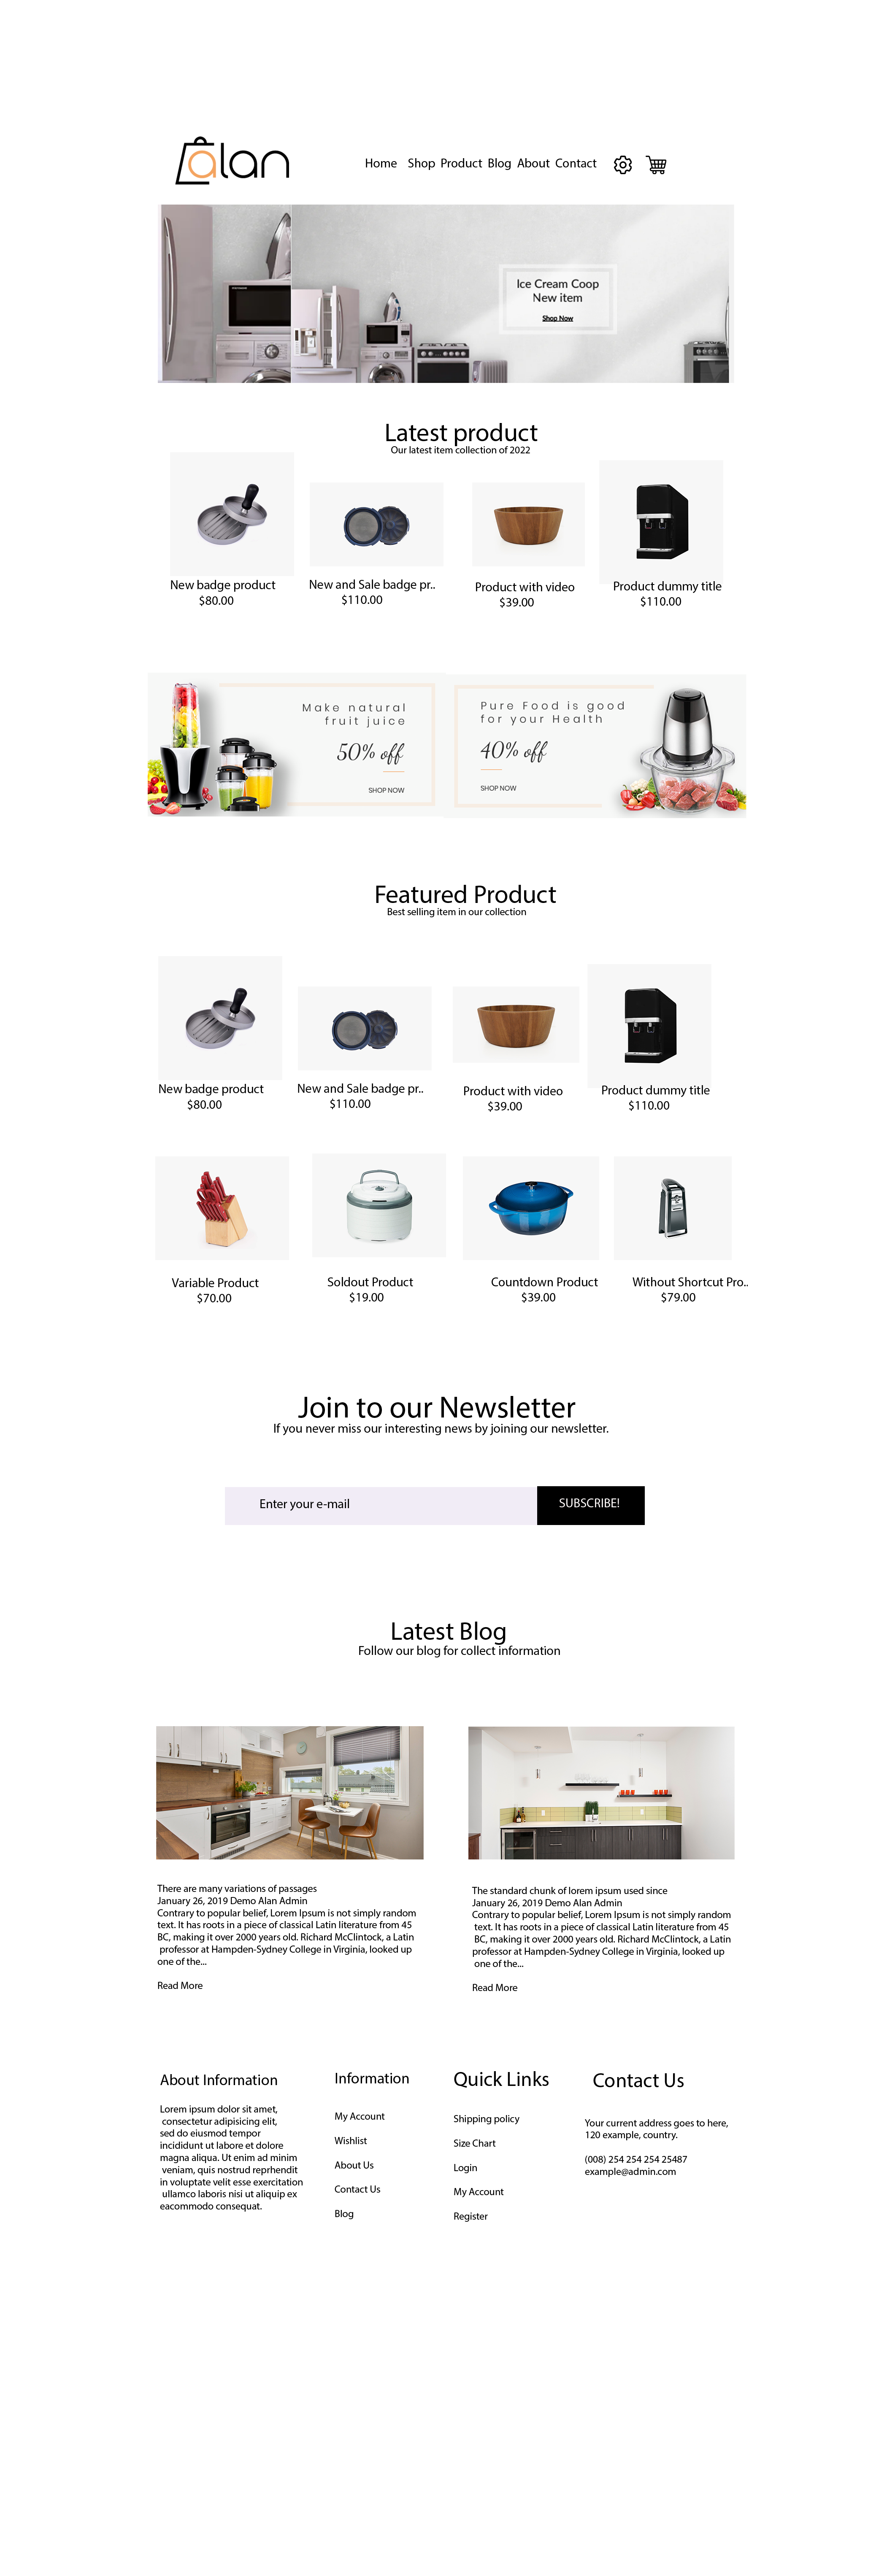 alan
Home Shop Product Blog About Contact
Ice Cream Coop
New item
Shop Now
Latest product
Our latest item collection of 2022
New badge product
$80.00
New and Sale badge pr..
$110.00
Product with video
$39.00
Product dummy title
$110.00
Make natural
fruit juice
50% off
SHOP NOW
Pure Food is good
for your Health
40% off
SHOP NOW
Featured Product
Best selling item in our collection
New badge product
$80.00
New and Sale badge pr..
$110.00
Product with video
$39.00
Product dummy title
$110.00
Variable Product
$70.00
Soldout Product
$19.00
Countdown Product
$39.00
Without Shortcut Pro..
$79.00
Join to our Newsletter
If you never miss our interesting news by joining our newsletter.
Enter your e-mail
SUBSCRIBE!
Latest Blog
Follow our blog for collect information
There are many variations of passages
January 26, 2019 Demo Alan Admin
Contrary to popular belief, Lorem Ipsum is not simply random
text. It has roots in a piece of classical Latin literature from 45
BC, making it over 2000 years old. Richard McClintock, a Latin
professor at Hampden-Sydney College in Virginia, looked up
one of the...
Read More
The standard chunk of lorem ipsum used since
January 26, 2019 Demo Alan Admin
Contrary to popular belief, Lorem Ipsum is not simply random
text. It has roots in a piece of classical Latin literature from 45
BC, making it over 2000 years old. Richard McClintock, a Latin
professor at Hampden-Sydney College in Virginia, looked up
one of the...
Read More
About Information
Lorem ipsum dolor sit amet,
consectetur adipisicing elit,
sed do eiusmod tempor
incididunt ut labore et dolore
magna aliqua. Ut enim ad minim
veniam, quis nostrud reprhendit
in voluptate velit esse exercitation
ullamco laboris nisi ut aliquip ex
eacommodo consequat.
Information
My Account
Wishlist
About Us
Contact Us
Blog
Quick Links
Shipping policy
Size Chart
Login
My Account
Register
Contact Us
Your current address goes to here,
120 example, country.
(008) 254 254 254 25487
example@admin.com